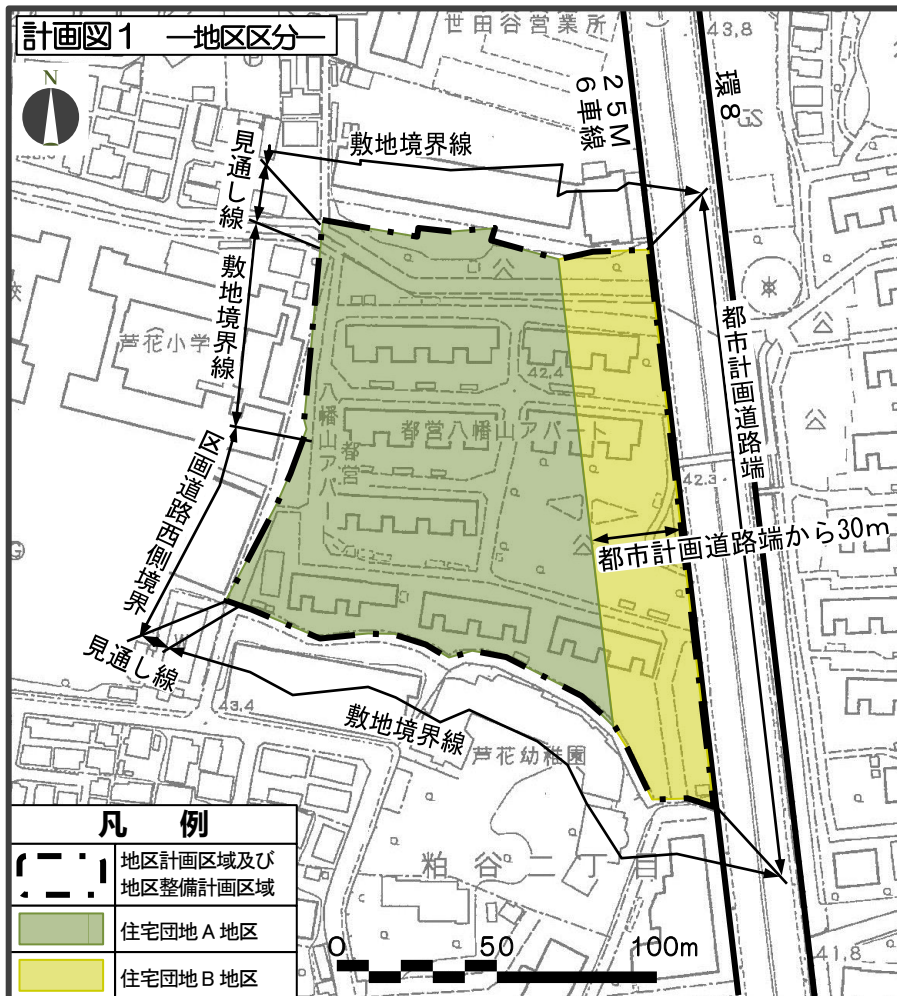 計画図1 ―地区区分―
世田谷営業所
43,8
N
25M
6車線
環8
敷地境界線
見通し線
敷地境界線
都市計画道路端
芦花小学
42.4
八幡山アパ
都営
都営八幡山アパート
42.3
区画道路西側境界
都市計画道路端から30m
見通し線
43.4
敷地境界線
芦花幼稚園
粕谷二丁目
凡 例
地区計画区域及び
地区整備計画区域
住宅団地A地区
住宅団地B地区
0 50 100m
41.8